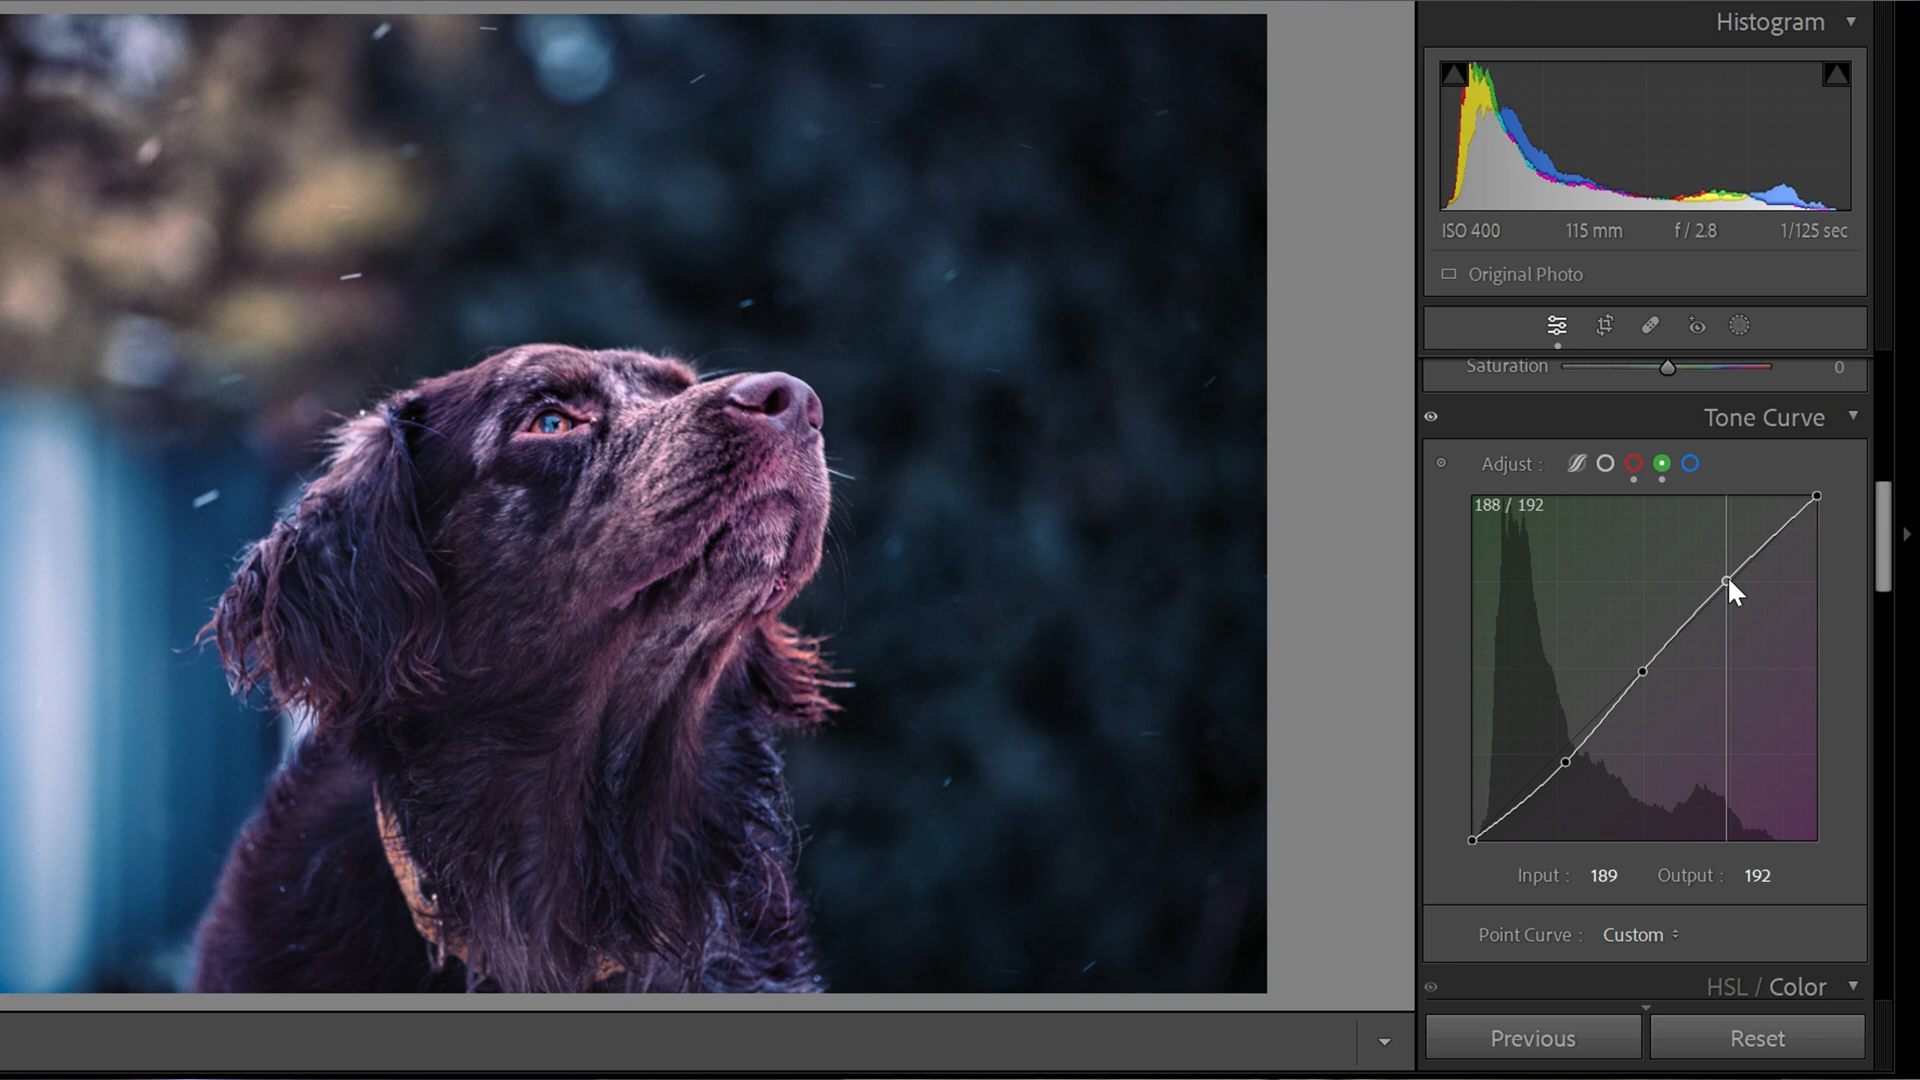 Histogram
ISO 400 115 mm f / 2.8 1/125 sec
Original Photo
Saturation 0
Tone Curve
Adjust :
188 / 192
Input : 189 Output : 192
Point Curve : Custom
HSL / Color
Previous Reset